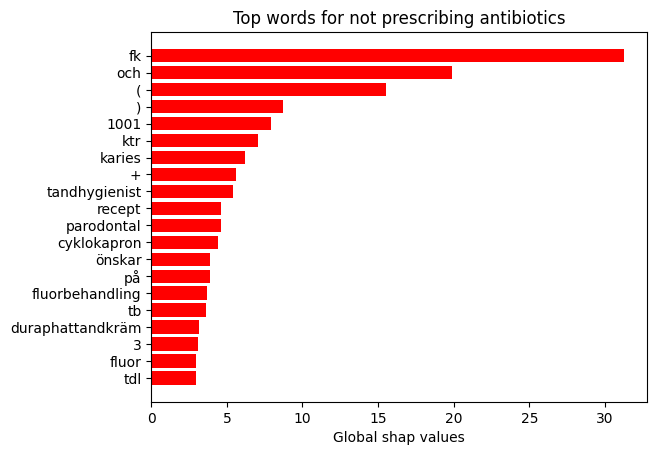 Top words for not prescribing antibiotics
fk
och
(
)
1001
ktr
karies
+
tandhygienist
recept
parodontal
cyklokapron
önskar
på
fluorbehandling
tb
duraphattandkräm
3
fluor
tdl
0 5 10 15 20 25 30
Global shap values